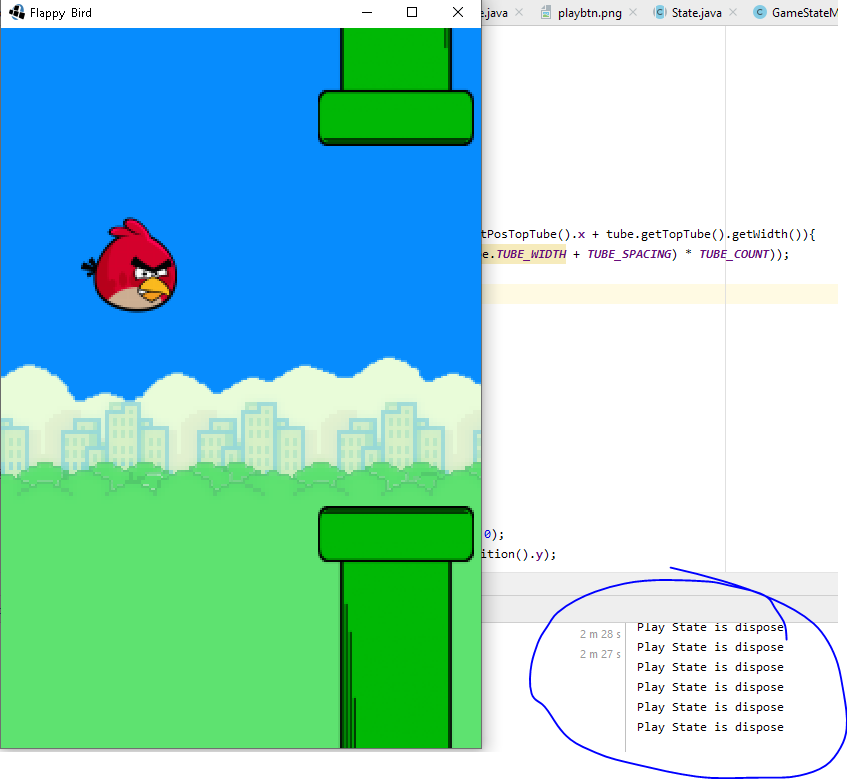 Flappy Bird
e.java
playbtn.png
State.java
GameStateM
tPosTopTube().x + tube.getTopTube().getWidth()){
e.TUBE_WIDTH + TUBE_SPACING) * TUBE_COUNT));
0);
ition().y);
Play State is dispose
2 m 28 s
Play State is dispose
2 m 27 s
Play State is dispose
Play State is dispose
Play State is dispose
Play State is dispose